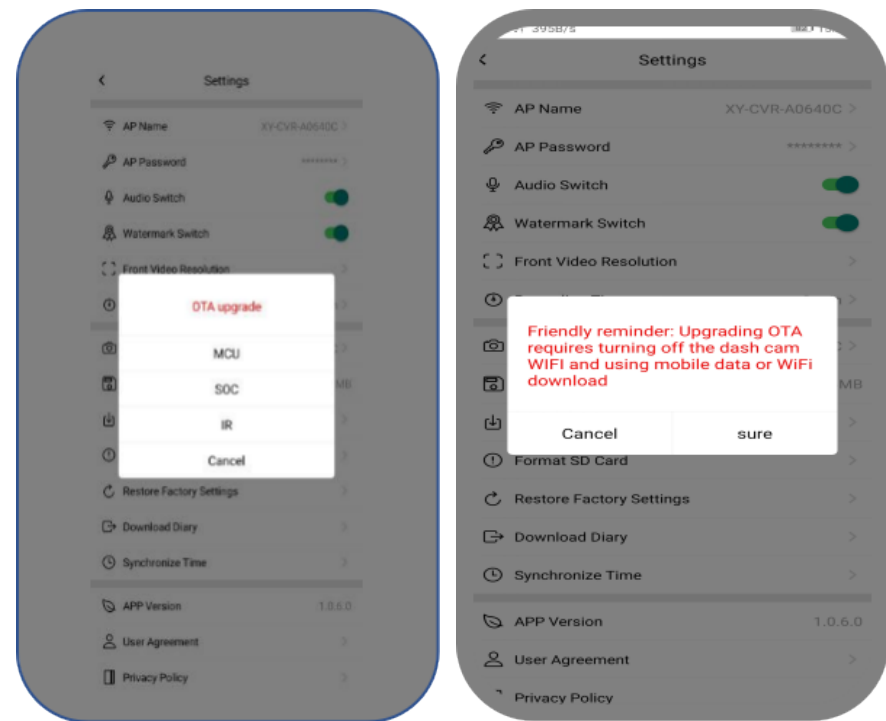 Settings
AP Name XY-CVR-A0640C
AP Password ********
Audio Switch
Watermark Switch
Front Video Resolution
OTA upgrade
MCU
SOC
MB
IR
Cancel
Restore Factory Settings
Download Diary
Synchronize Time
APP Version 1.0.6.0
User Agreement
Privacy Policy
395B/s
Settings
AP Name XY-CVR-A0640C
AP Password ********
Audio Switch
Watermark Switch
Front Video Resolution
Friendly reminder: Upgrading OTA
requires turning off the dash cam
WIFI and using mobile data or WiFi
download
MB
Cancel sure
Format SD Card
Restore Factory Settings
Download Diary
Synchronize Time
APP Version 1.0.6.0
User Agreement
Privacy Policy